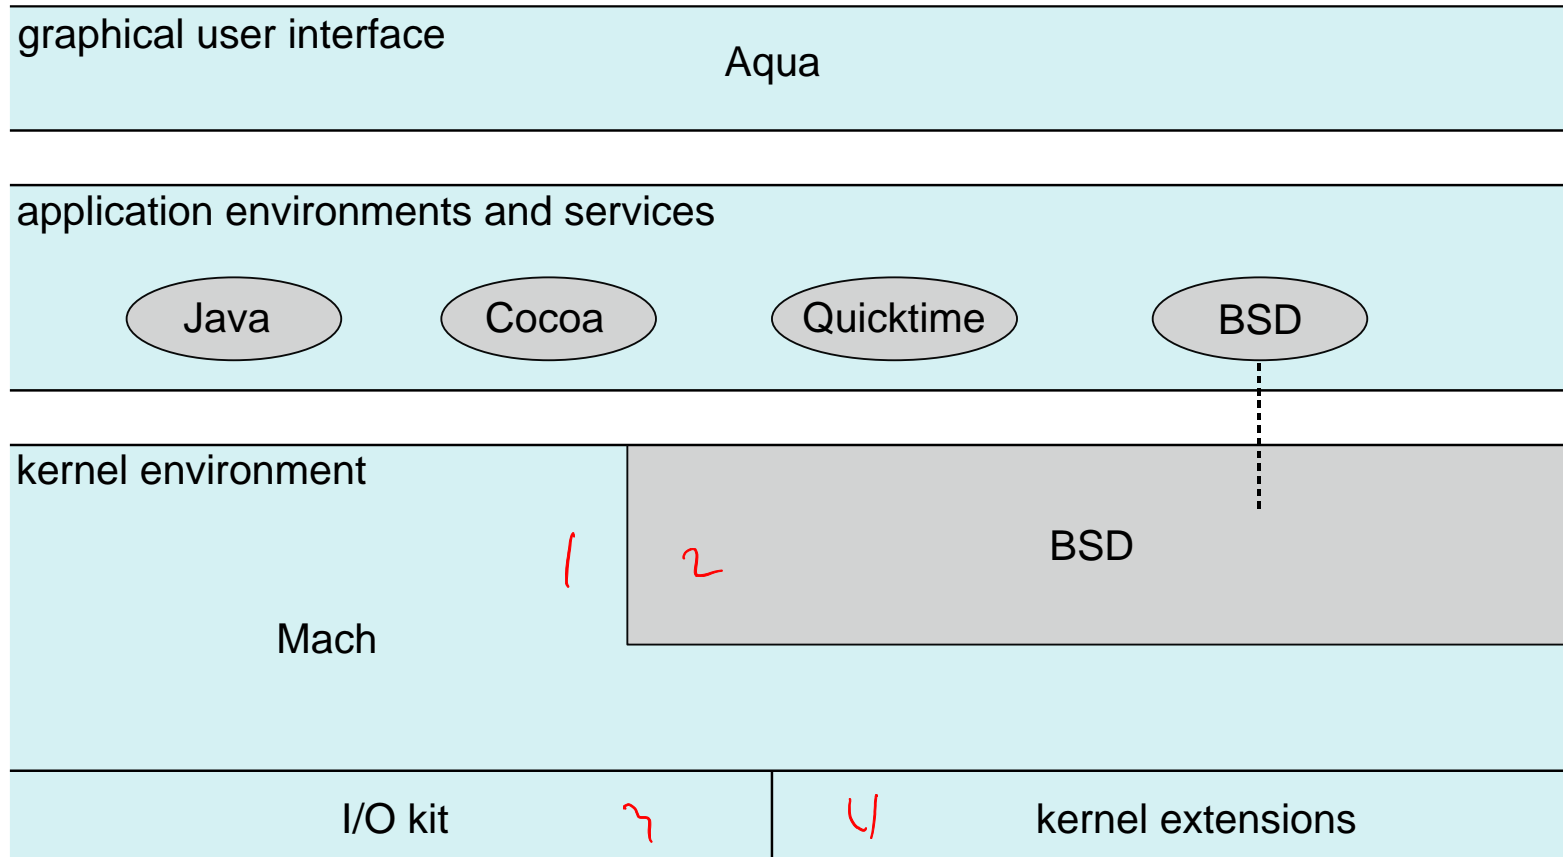 graphical user interface
Aqua
application environments and services
Java Cocoa Quicktime BSD
kernel environment
1 2 BSD
Mach
I/O kit 3 4 kernel extensions